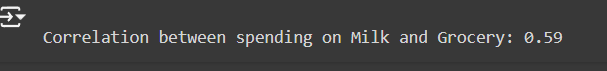 Correlation between spending on Milk and Grocery: 0.59